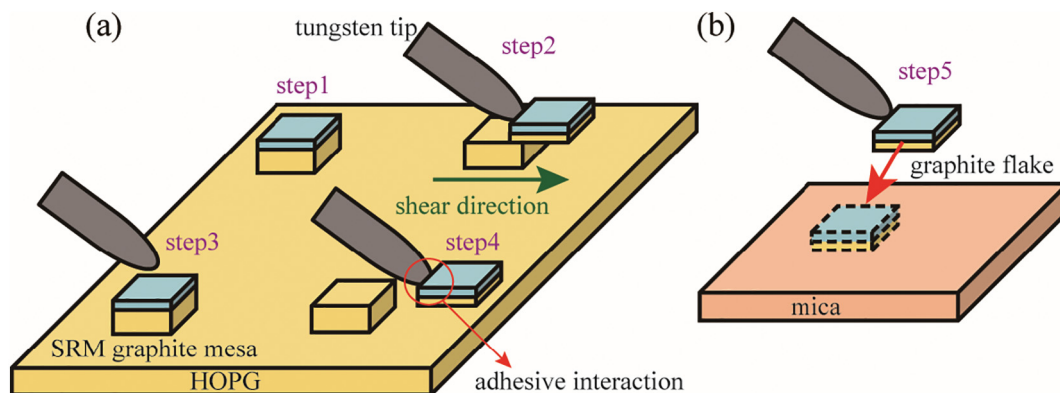 (a)
tungsten tip
step2
step1
shear direction
step3
step4
SRM graphite mesa
HOPG
adhesive interaction
(b)
step5
graphite flake
mica